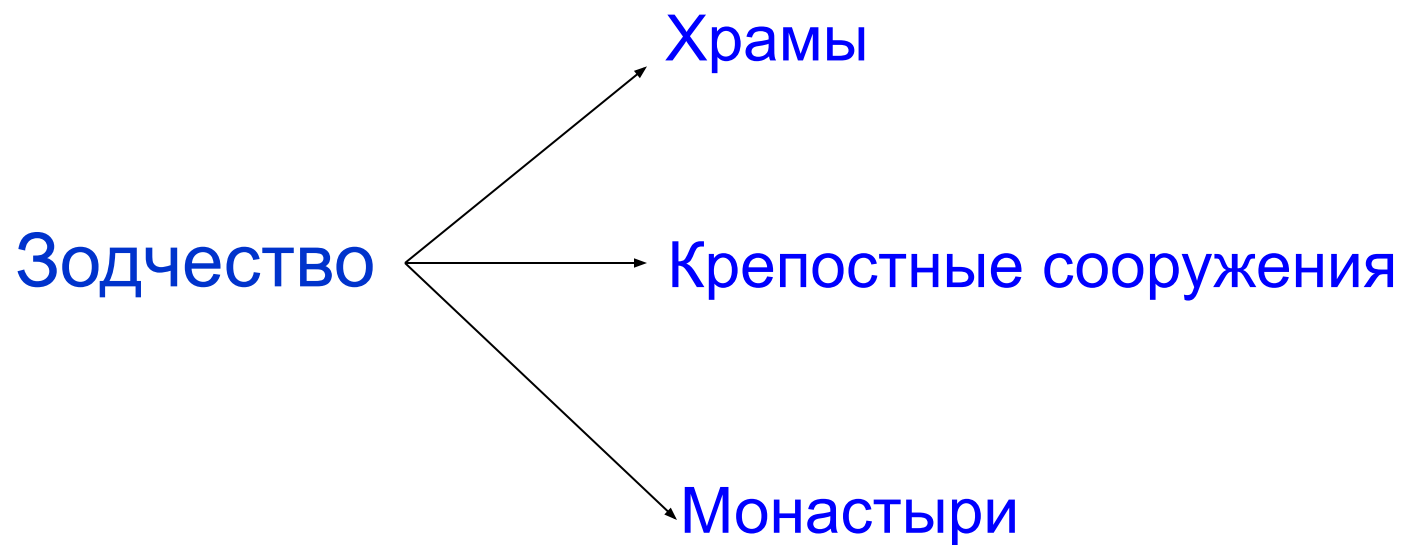 Храмы
Зодчество
Крепостные сооружения
Монастыри